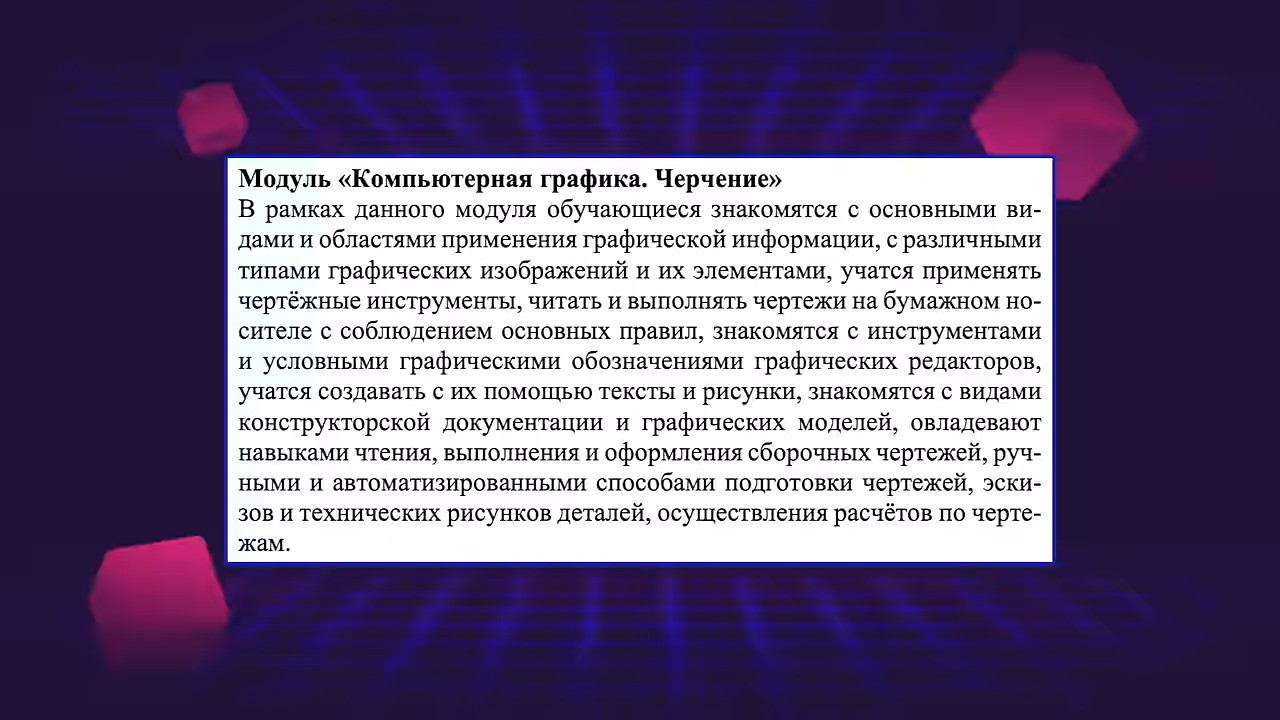 Модуль «Компьютерная графика. Черчение»
В рамках данного модуля обучающиеся знакомятся с основными ви-
дами и областями применения графической информации, с различными
типами графических изображений и их элементами, учатся применять
чертёжные инструменты, читать и выполнять чертежи на бумажном но-
сителе с соблюдением основных правил, знакомятся с инструментами
и условными графическими обозначениями графических редакторов,
учатся создавать с их помощью тексты и рисунки, знакомятся с видами
конструкторской документации и графических моделей, овладевают
навыками чтения, выполнения и оформления сборочных чертежей, руч-
ными и автоматизированными способами подготовки чертежей, эски-
зов и технических рисунков деталей, осуществления расчётов по черте-
жам.